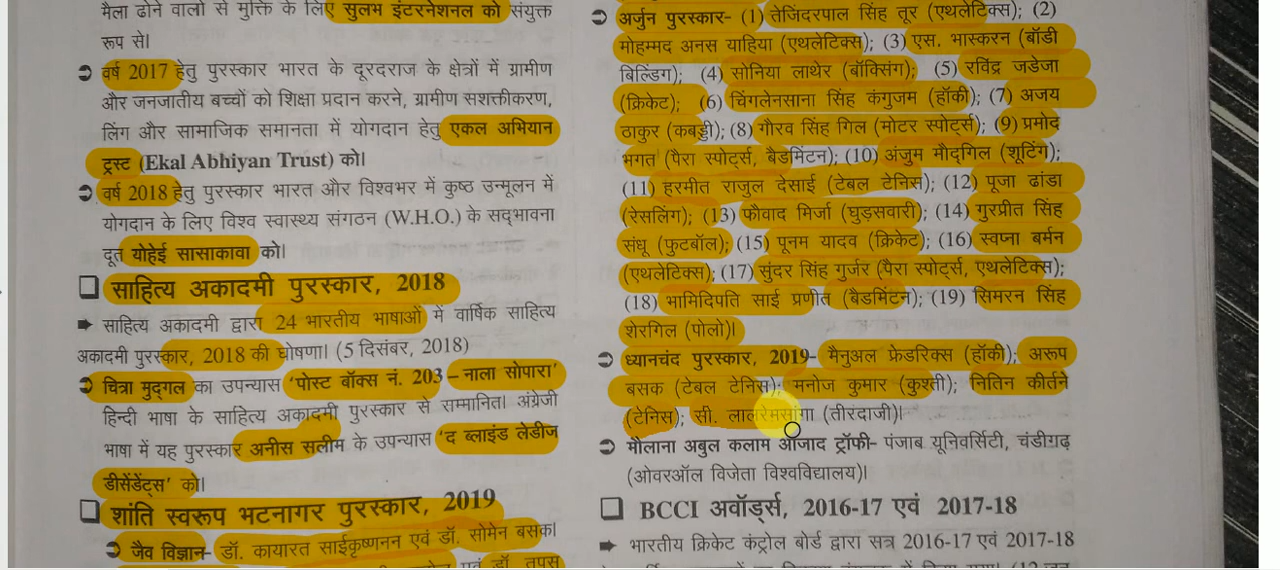 मैला ढोने वालों से मुक्ति के लिए सुलभ इंटरनेशनल को संयुक्त
रूप से।
➲ वर्ष 2017 हेतु पुरस्कार भारत के दूरदराज के क्षेत्रों में ग्रामीण
और जनजातीय बच्चों को शिक्षा प्रदान करने, ग्रामीण सशक्तीकरण,
लिंग और सामाजिक समानता में योगदान हेतु एकल अभियान
ट्रस्ट (Ekal Abhiyan Trust) को।
➲ वर्ष 2018 हेतु पुरस्कार भारत और विश्वभर में कुष्ठ उन्मूलन में
योगदान के लिए विश्व स्वास्थ्य संगठन (W.H.O.) के सद्भावना
दूत योहेई सासाकावा को।
❑ साहित्य अकादमी पुरस्कार, 2018
➡ साहित्य अकादमी द्वारा 24 भारतीय भाषाओं में वार्षिक साहित्य
अकादमी पुरस्कार, 2018 की घोषणा। (5 दिसंबर, 2018)
➲ चित्रा मुद्गल का उपन्यास ‘पोस्ट बॉक्स नं. 203 – नाला सोपारा’
हिन्दी भाषा के साहित्य अकादमी पुरस्कार से सम्मानित। अंग्रेजी
भाषा में यह पुरस्कार अनीस सलीम के उपन्यास ‘द ब्लाइंड लेडीज
डीसेंडेंट्स’ को।
❑ शांति स्वरूप भटनागर पुरस्कार, 2019
➲ जैव विज्ञान- डॉ. कायारत साईकृष्णनन एवं डॉ. सोमेन बसक।
एवं डॉ. तापस
➲ अर्जुन पुरस्कार- (1) तेजिंदरपाल सिंह तूर (एथलेटिक्स); (2)
मोहम्मद अनस याहिया (एथलेटिक्स); (3) एस. भास्करन (बॉडी
बिल्डिंग); (4) सोनिया लाथेर (बॉक्सिंग); (5) रविंद्र जडेजा
(क्रिकेट); (6) चिंगलेनसाना सिंह कंगुजम (हॉकी); (7) अजय
ठाकुर (कबड्डी); (8) गौरव सिंह गिल (मोटर स्पोर्ट्स); (9) प्रमोद
भगत (पैरा स्पोर्ट्स, बैडमिंटन); (10) अंजुम मौद्गिल (शूटिंग);
(11) हरमीत राजुल देसाई (टेबल टेनिस); (12) पूजा ढांडा
(रेसलिंग); (13) फौवाद मिर्जा (घुड़सवारी); (14) गुरप्रीत सिंह
संधू (फुटबॉल); (15) पूनम यादव (क्रिकेट); (16) स्वप्ना बर्मन
(एथलेटिक्स); (17) सुंदर सिंह गुर्जर (पैरा स्पोर्ट्स, एथलेटिक्स);
(18) भामिदिपति साई प्रणीत (बैडमिंटन); (19) सिमरन सिंह
शेरगिल (पोलो)।
➲ ध्यानचंद पुरस्कार, 2019- मैनुअल फ्रेडरिक्स (हॉकी); अरूप
बसक (टेबल टेनिस); मनोज कुमार (कुश्ती); नितिन कीर्तने
(टेनिस); सी. लालरेमसांगा (तीरंदाजी)।
➲ मौलाना अबुल कलाम आजाद ट्रॉफी- पंजाब यूनिवर्सिटी, चंडीगढ़
(ओवरऑल विजेता विश्वविद्यालय)।
❑ BCCI अवॉर्ड्स, 2016-17 एवं 2017-18
➡ भारतीय क्रिकेट कंट्रोल बोर्ड द्वारा सत्र 2016-17 एवं 2017-18